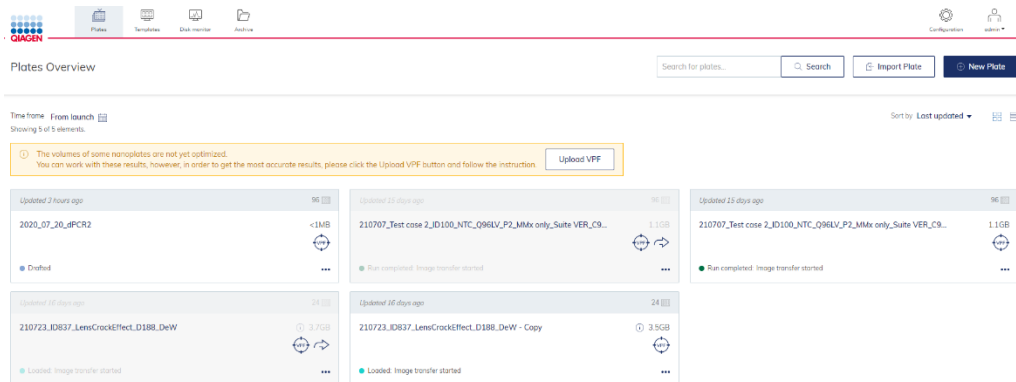 QIAGEN
Plates
Templates
Disk monitor
Archive
Configuration
admin
Plates Overview
Search for plates..
Search
Import Plate
New Plate
Time frame From launch
Showing 5 of 5 elements.
Sort by Last updated
The volumes of some nanoplates are not yet optimized.
You can work with these results, however, in order to get the most accurate results, please click the Upload VPF button and follow the instruction.
Upload VPF
Updated 3 hours ago 96
2020_07_20_dPCR2 <1MB
VPF
Drafted
Updated 15 days ago 96
210707_Test case 2_ID100_NTC_Q96LV_P2_MMx only_Suite VER_C9... 1.1GB
VPF
Run completed: Image transfer started
Updated 15 days ago 96
210707_Test case 2_ID100_NTC_Q96LV_P2_MMx only_Suite VER_C9... 1.1GB
VPF
Run completed: Image transfer started
Updated 16 days ago 24
210723_ID837_LensCrackEffect_D188_DeW 3.7GB
VPF
Loaded: Image transfer started
Updated 16 days ago 24
210723_ID837_LensCrackEffect_D188_DeW - Copy 3.5GB
VPF
Loaded: Image transfer started